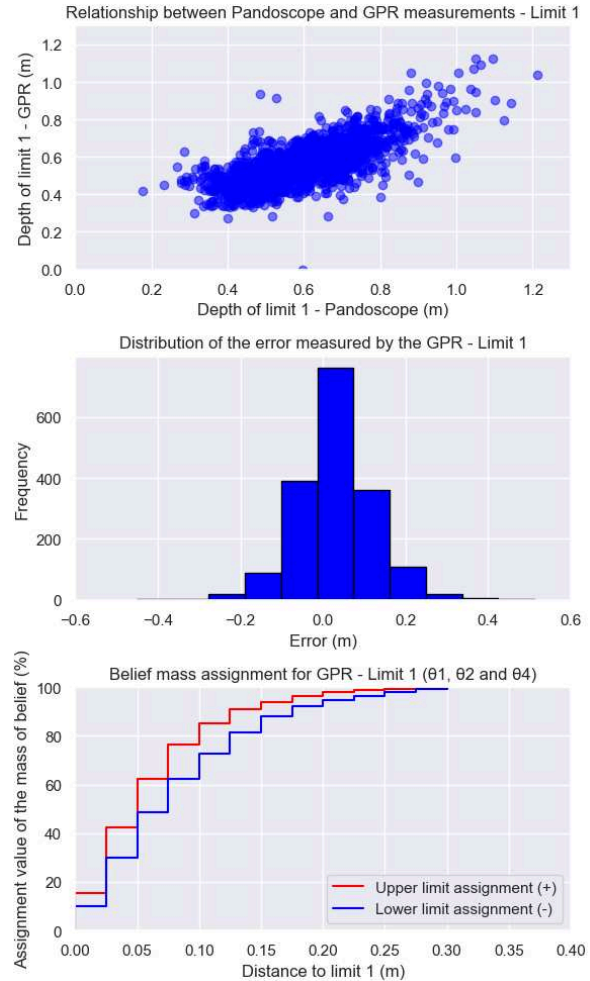 Relationship between Pandoscope and GPR measurements - Limit 1
Depth of limit 1 - GPR (m)
1.2
1.0
0.8
0.6
0.4
0.2
0.0
0.0 0.2 0.4 0.6 0.8 1.0 1.2
Depth of limit 1 - Pandoscope (m)
Distribution of the error measured by the GPR - Limit 1
Frequency
600
400
200
0
−0.6 −0.4 −0.2 0.0 0.2 0.4 0.6
Error (m)
Belief mass assignment for GPR - Limit 1 (θ1, θ2 and θ4)
Assignment value of the mass of belief (%)
100
80
60
40
20
0
Upper limit assignment (+)
Lower limit assignment (-)
0.00 0.05 0.10 0.15 0.20 0.25 0.30 0.35 0.40
Distance to limit 1 (m)